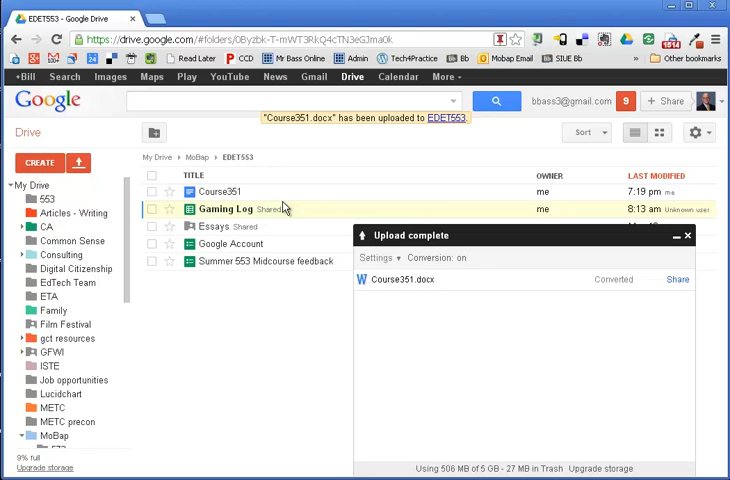 EDET553 - Google Drive
https://drive.google.com/#folders/0Byzbk-T-mWT3RkQ4cTN3eGJma0k
1514
Read Later
CCD
Mr Bass Online
Admin
Tech4Practice
Bb
Mobap Email
SIUE Bb
Other bookmarks
+Bill Search Images Maps Play YouTube News Gmail Drive Calendar More
Google
bbass3@gmail.com
9
+ Share
"Course351.docx" has been uploaded to EDET553.
Drive
Sort
CREATE
My Drive > MoBap > EDET553
TITLE OWNER LAST MODIFIED
Course351 me 7:19 pm me
Gaming Log Shared me 8:13 am Unknown user
Essays Shared
Google Account
Summer 553 Midcourse feedback
My Drive
553
Articles - Writing
CA
Common Sense
Consulting
Digital Citizenship
EdTech Team
ETA
Family
Film Festival
gct resources
GFWI
ISTE
Job opportunities
Lucidchart
METC
METC precon
MoBap
9% full
Upgrade storage
Upload complete
Settings Conversion: on
Course351.docx Converted Share
Using 506 MB of 5 GB - 27 MB in Trash Upgrade storage